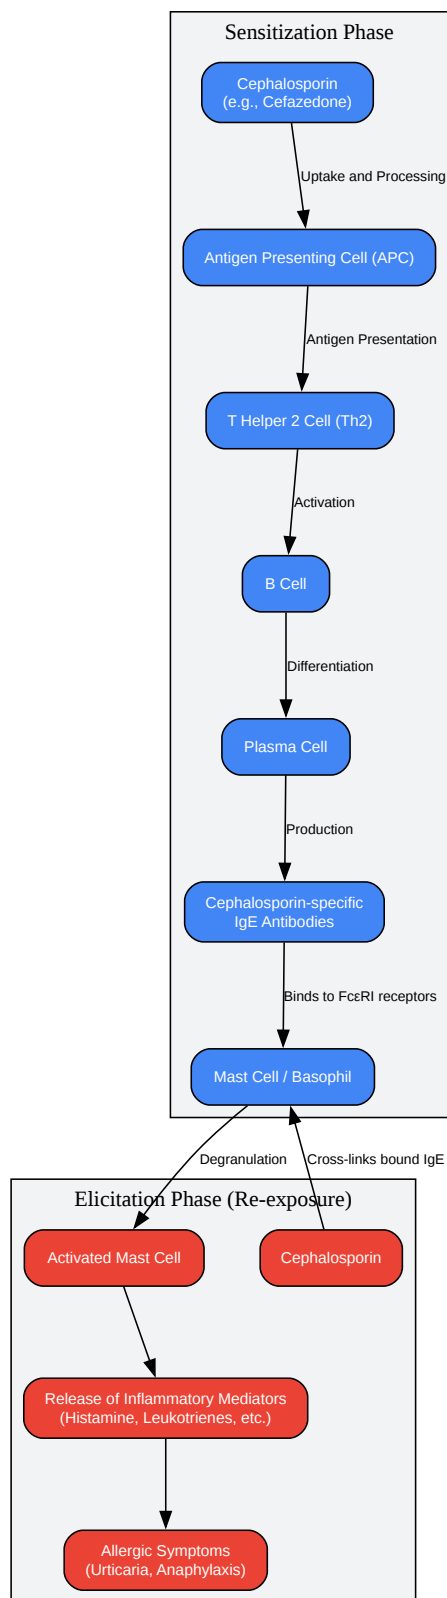 Sensitization Phase
Cephalosporin
(e.g., Cefazedone)
Uptake and Processing
Antigen Presenting Cell (APC)
Antigen Presentation
T Helper 2 Cell (Th2)
Activation
B Cell
Differentiation
Plasma Cell
Production
Cephalosporin-specific
IgE Antibodies
Binds to FcεRI receptors
Mast Cell / Basophil
Degranulation
Cross-links bound IgE
Elicitation Phase (Re-exposure)
Activated Mast Cell
Cephalosporin
Release of Inflammatory Mediators
(Histamine, Leukotrienes, etc.)
Allergic Symptoms
(Urticaria, Anaphylaxis)